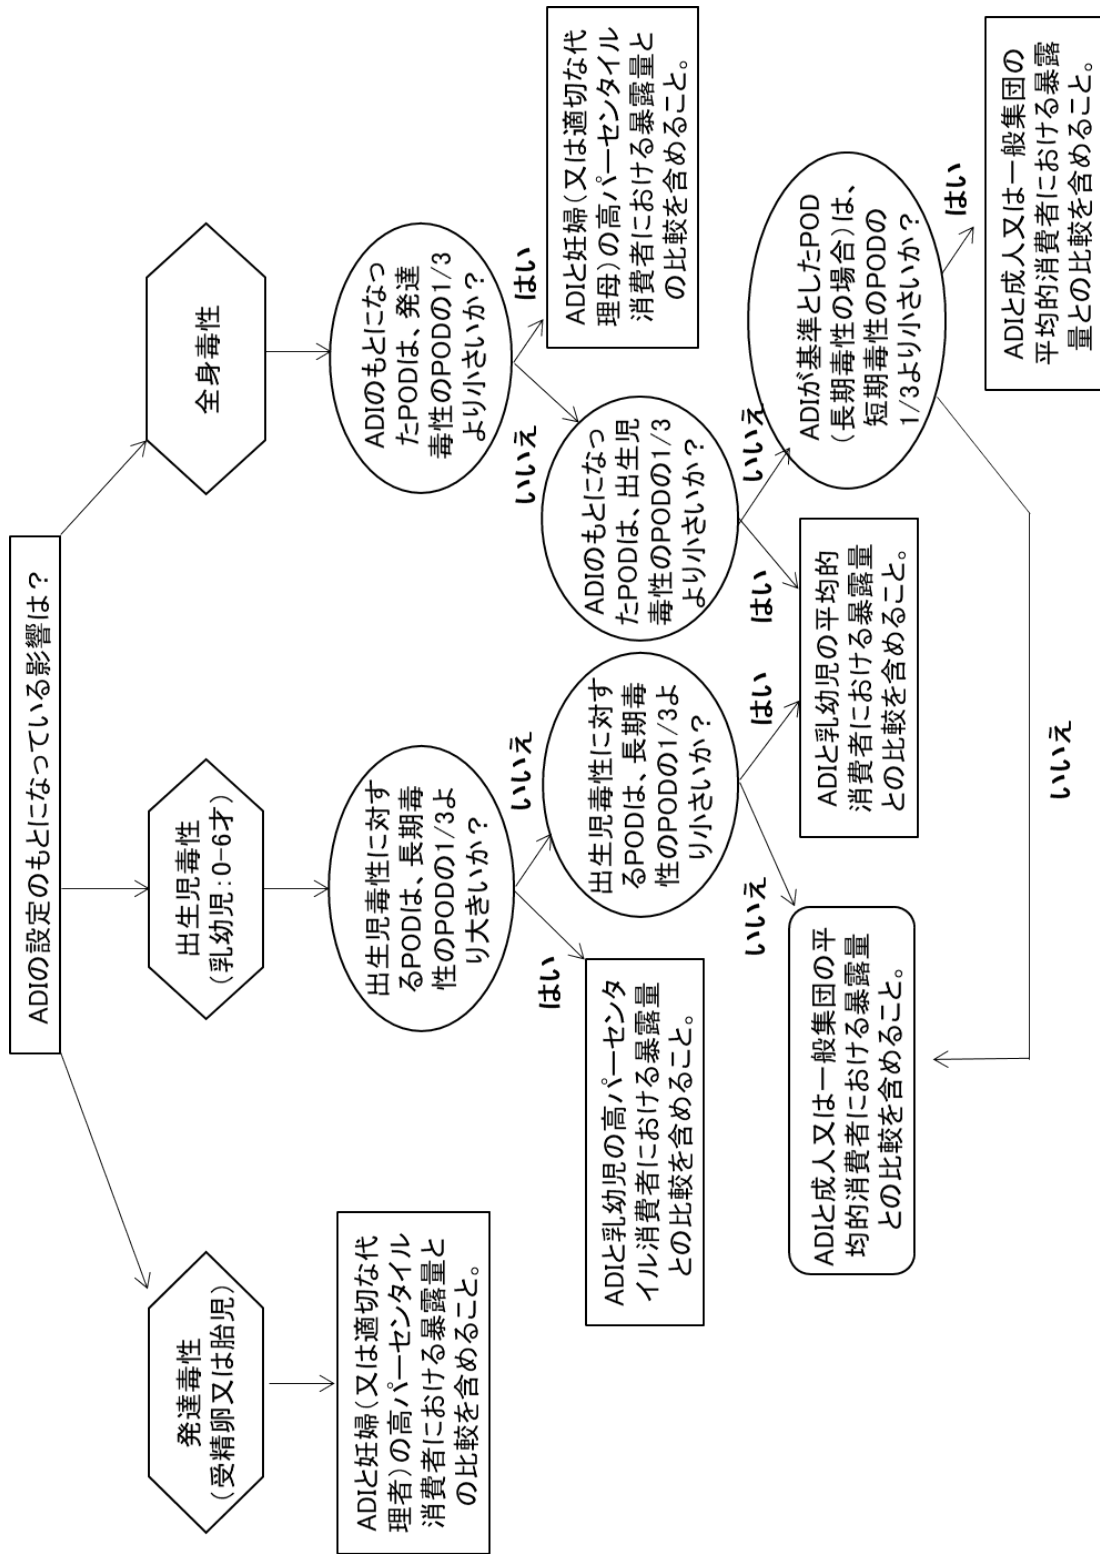 ADIの設定のもとになっている影響は？
発達毒性
(受精卵又は胎児)
出生児毒性
(乳幼児：0-6才)
全身毒性
ADIと妊婦(又は適切な代
理者)の高パーセンタイル
消費者における暴露量と
の比較を含めること。
出生児毒性に対す
るPODは、長期毒
性のPODの1/3よ
り大きいか？
ADIのもとになっ
たPODは、発達
毒性のPODの1/3
より小さいか？
はい
いいえ
いいえ
はい
ADIと乳幼児の高パーセンタ
イル消費者における暴露量
との比較を含めること。
出生児毒性に対す
るPODは、長期毒
性のPODの1/3よ
り小さいか？
ADIのもとになっ
たPODは、出生児
毒性のPODの1/3
より小さいか？
ADIと妊婦(又は適切な代
理母)の高パーセンタイル
消費者における暴露量と
の比較を含めること。
いいえ
はい
はい
いいえ
ADIと成人又は一般集団の平
均的消費者における暴露量
との比較を含めること。
ADIと乳幼児の平均的
消費者における暴露量
との比較を含めること。
ADIが基準としたPOD
(長期毒性の場合)は、
短期毒性のPODの
1/3より小さいか？
はい
いいえ
ADIと成人又は一般集団の
平均的消費者における暴露
量との比較を含めること。